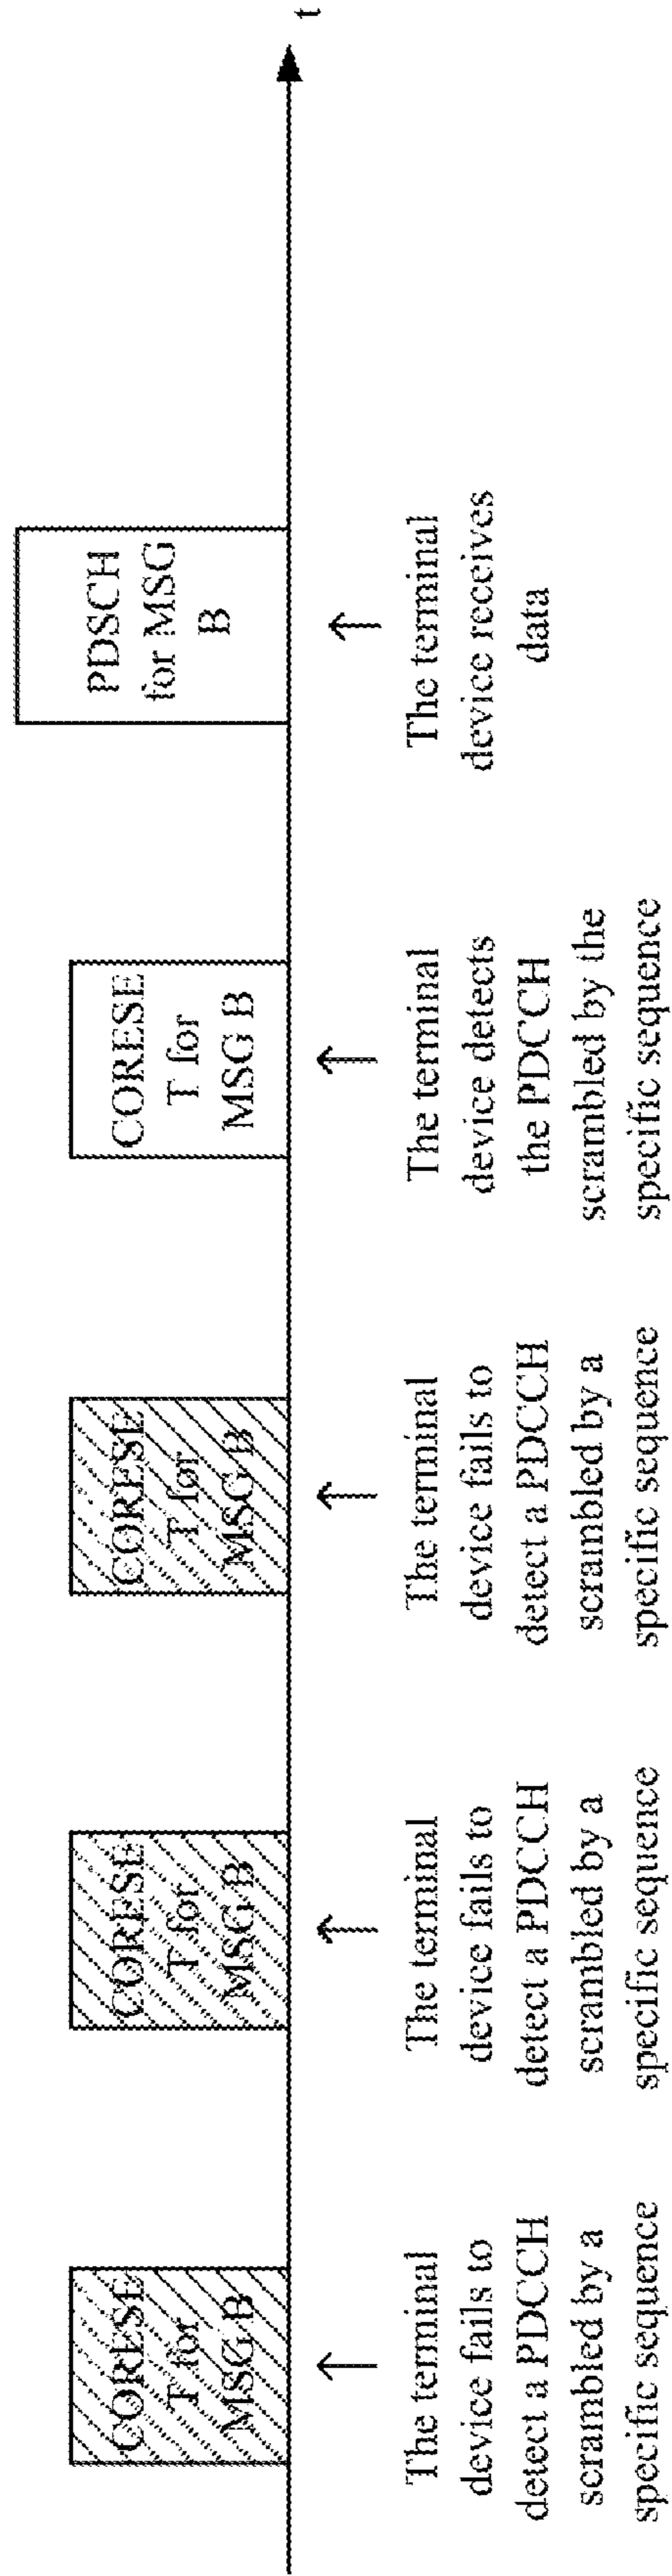 CORESE
T for
MSG B
CORESE
T for
MSG B
CORESE
T for
MSG B
CORESE
T for
MSG B
PDSCH
for MSG
B
t
The terminal
device fails to
detect a PDCCH
scrambled by a
specific sequence
The terminal
device fails to
detect a PDCCH
scrambled by a
specific sequence
The terminal
device fails to
detect a PDCCH
scrambled by a
specific sequence
The terminal
device detects
the PDCCH
scrambled by the
specific sequence
The terminal
device receives
data